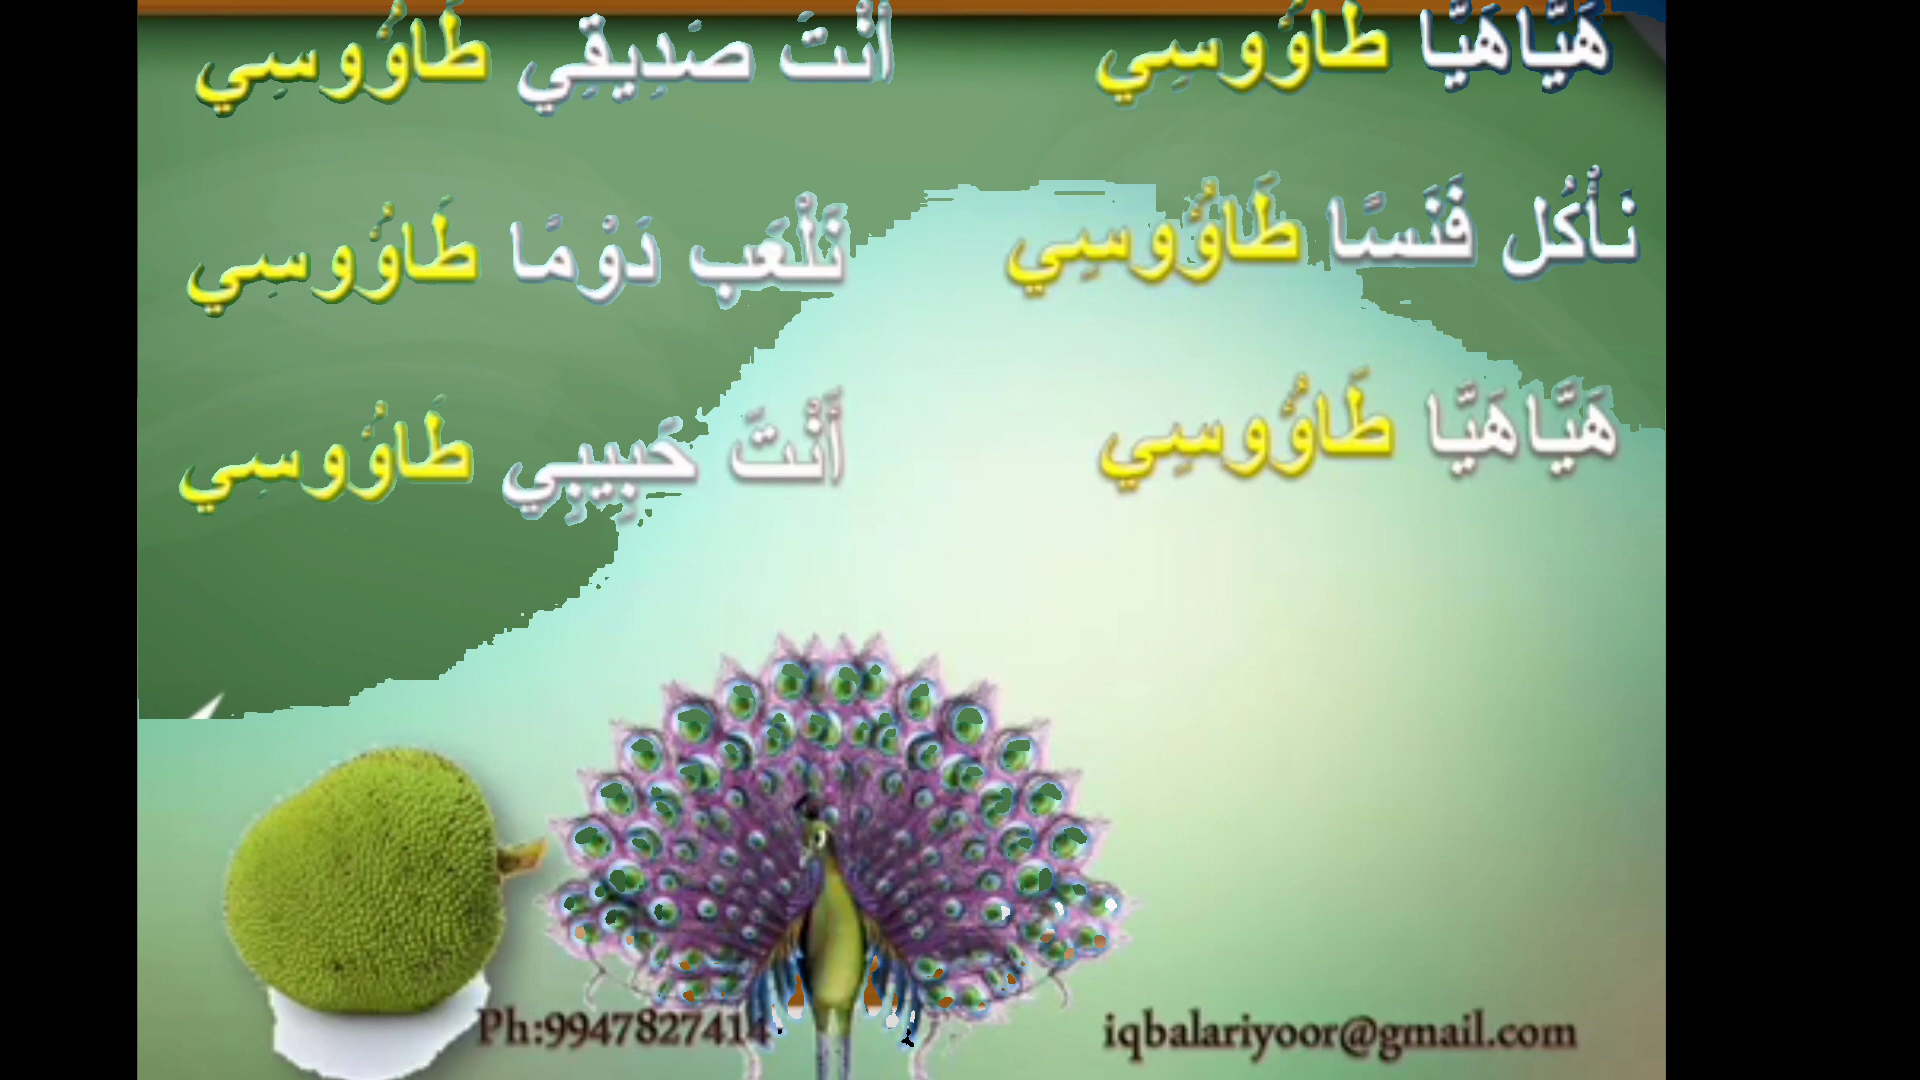 هَيَّاهَيَّا طَاوُوسِي أَنْتَ صَدِيقِي طَاوُوسِي
نَأْكُل فَنَسًا طَاوُوسِي نَلْعَب دَوْمًا طَاوُوسِي
هَيَّاهَيَّا طَاوُوسِي أَنْتَ حَبِيبِي طَاوُوسِي
Ph:9947827414 iqbalariyoor@gmail.com